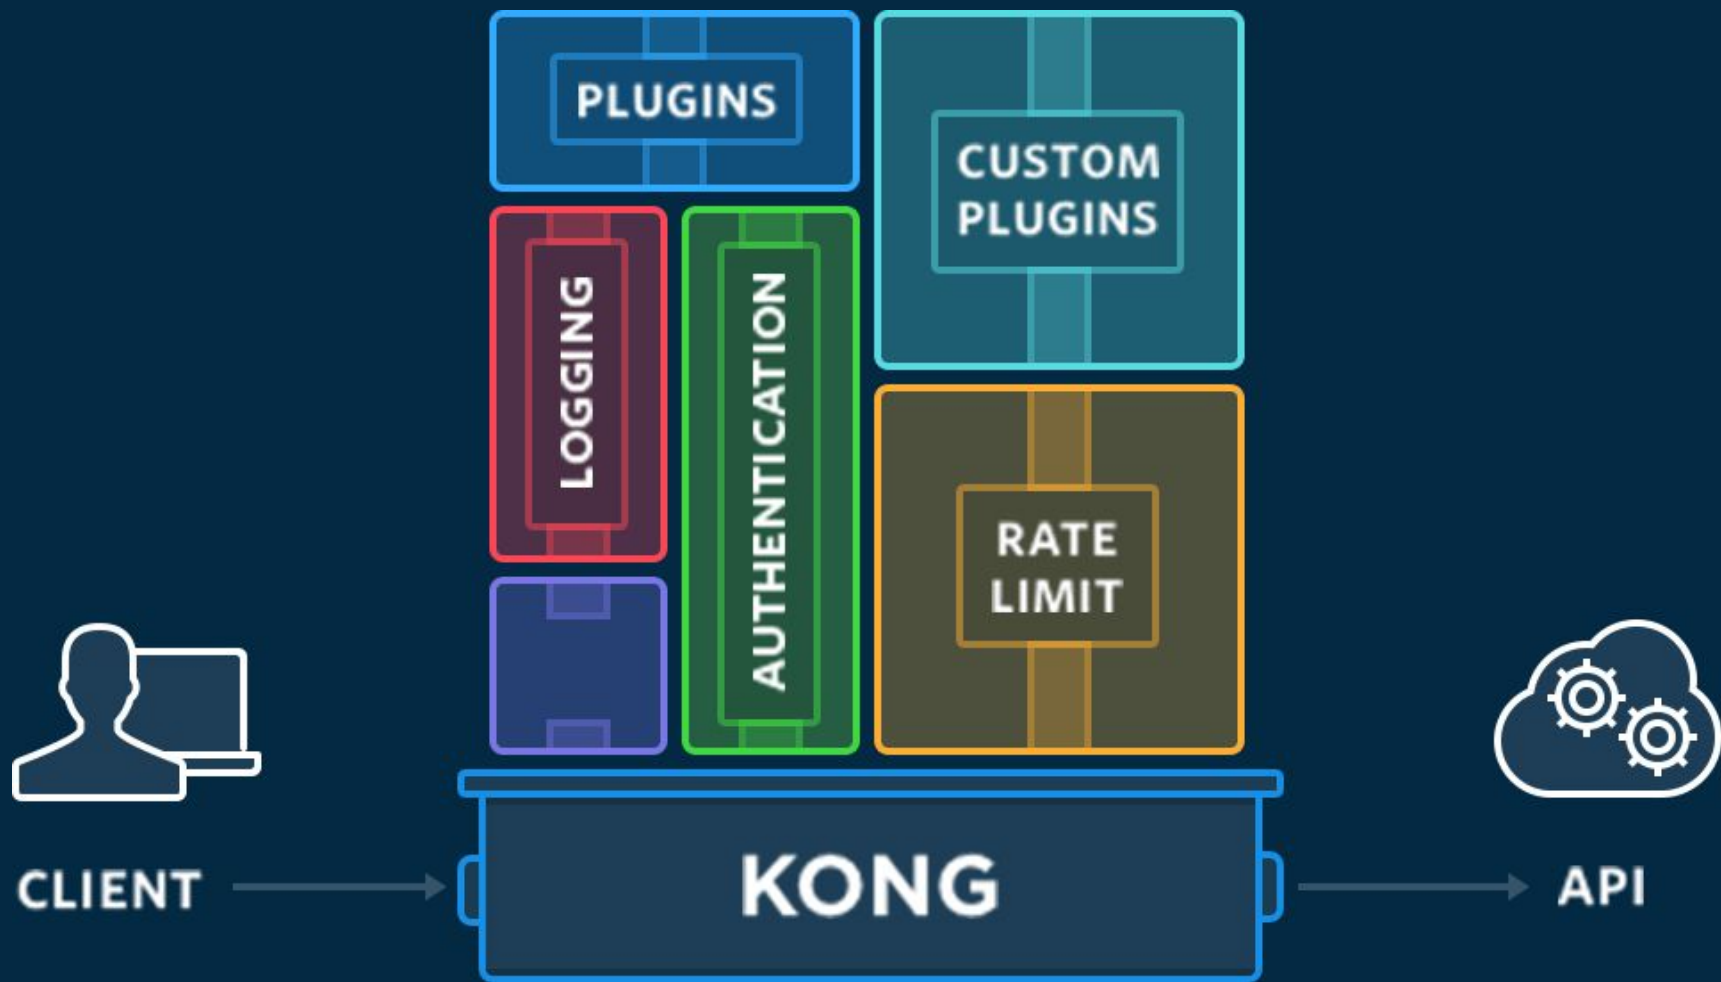 PLUGINS
CUSTOM
PLUGINS
LOGGING
AUTHENTICATION
RATE
LIMIT
CLIENT
KONG
API